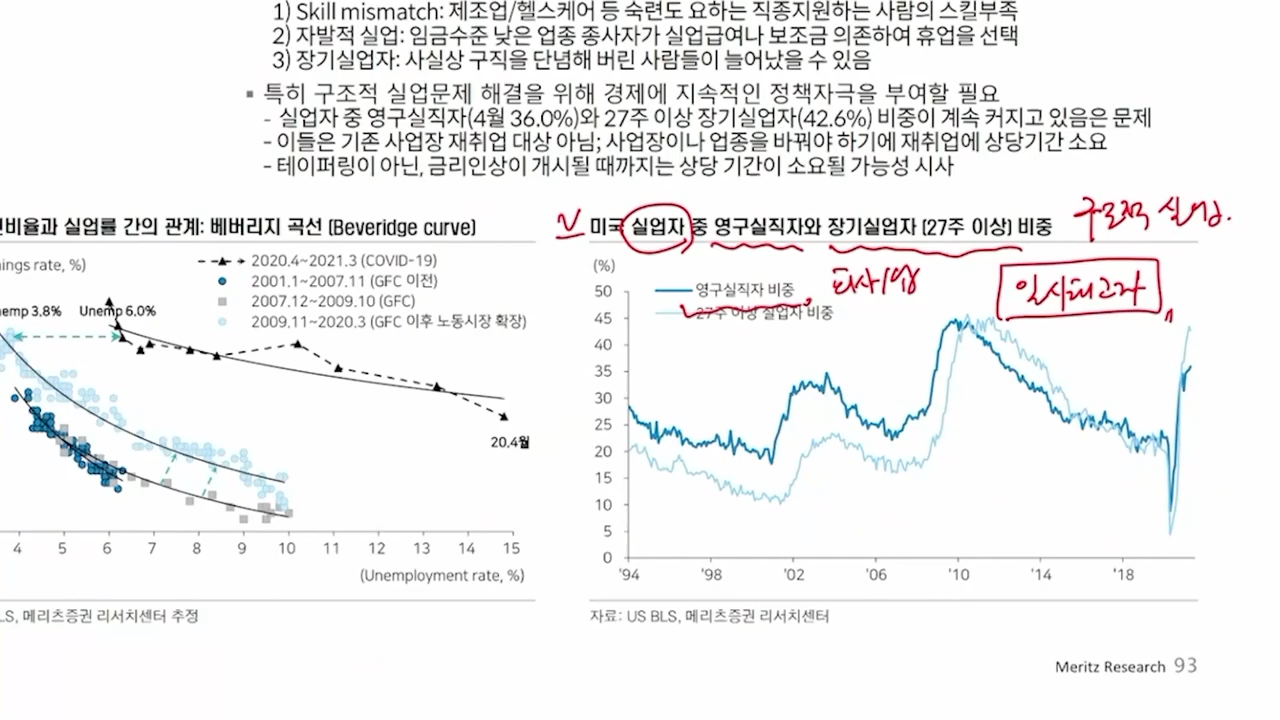 1) Skill mismatch: 제조업/헬스케어 등 숙련도 요하는 직종지원하는 사람의 스킬부족
2) 자발적 실업: 임금수준 낮은 업종 종사자가 실업급여나 보조금 의존하여 휴업을 선택
3) 장기실업자: 사실상 구직을 단념해 버린 사람들이 늘어났을 수 있음
▪ 특히 구조적 실업문제 해결을 위해 경제에 지속적인 정책자극을 부여할 필요
- 실업자 중 영구실직자(4월 36.0%)와 27주 이상 장기실업자(42.6%) 비중이 계속 커지고 있음은 문제
- 이들은 기존 사업장 재취업 대상 아님; 사업장이나 업종을 바꿔야 하기에 재취업에 상당기간 소요
- 테이퍼링이 아닌, 금리인상이 개시될 때까지는 상당 기간이 소요될 가능성 시사
인비율과 실업률 간의 관계: 베버리지 곡선 (Beveridge curve)
nings rate, %)
2020.4~2021.3 (COVID-19)
2001.1~2007.11 (GFC 이전)
2007.12~2009.10 (GFC)
2009.11~2020.3 (GFC 이후 노동시장 확장)
nemp 3.8%
Unemp 6.0%
20.4월
4 5 6 7 8 9 10 11 12 13 14 15
(Unemployment rate, %)
LS, 메리츠증권 리서치센터 추정
미국 실업자 중 영구실직자와 장기실업자 (27주 이상) 비중
구조적 실업.
(%)
영구실직자 비중
27주 이상 실업자 비중
일시해고자
50
45
40
35
30
25
20
15
10
5
0
'94 '98 '02 '06 '10 '14 '18
자료: US BLS, 메리츠증권 리서치센터
Meritz Research 93